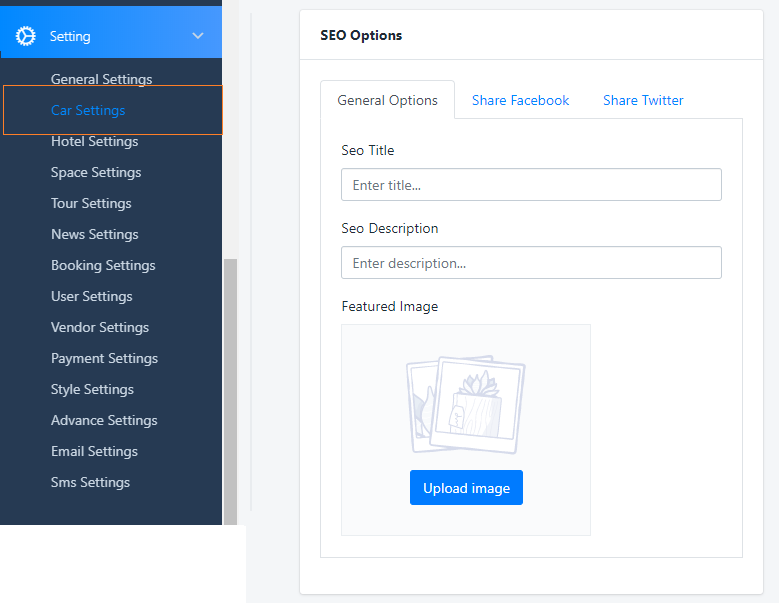 Setting
General Settings
Car Settings
Hotel Settings
Space Settings
Tour Settings
News Settings
Booking Settings
User Settings
Vendor Settings
Payment Settings
Style Settings
Advance Settings
Email Settings
Sms Settings
SEO Options
General Options Share Facebook Share Twitter
Seo Title
Enter title...
Seo Description
Enter description...
Featured Image
Upload image